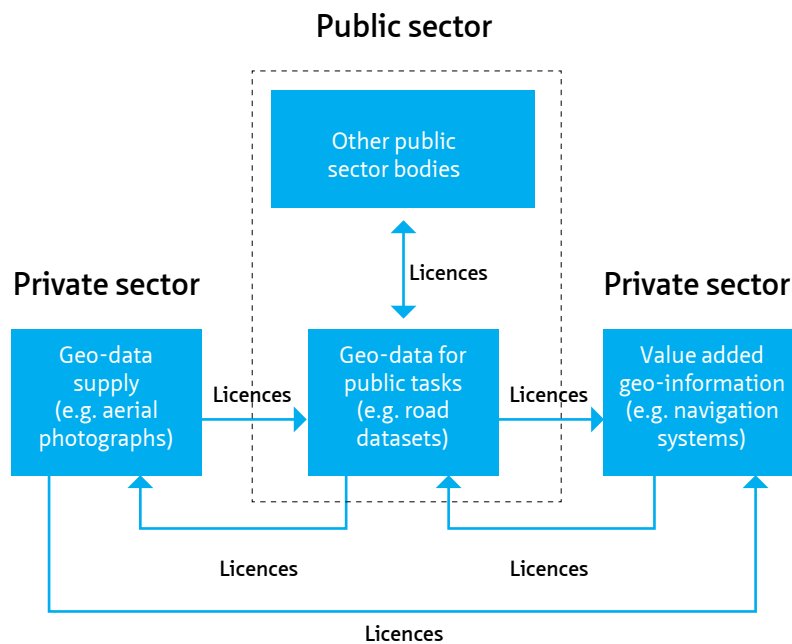 Public sector
Other public
sector bodies
Licences
Private sector
Private sector
Geo-data
supply
(e.g. aerial
photographs)
Licences
Geo-data for
public tasks
(e.g. road
datasets)
Licences
Value added
geo-information
(e.g. navigation
systems)
Licences
Licences
Licences